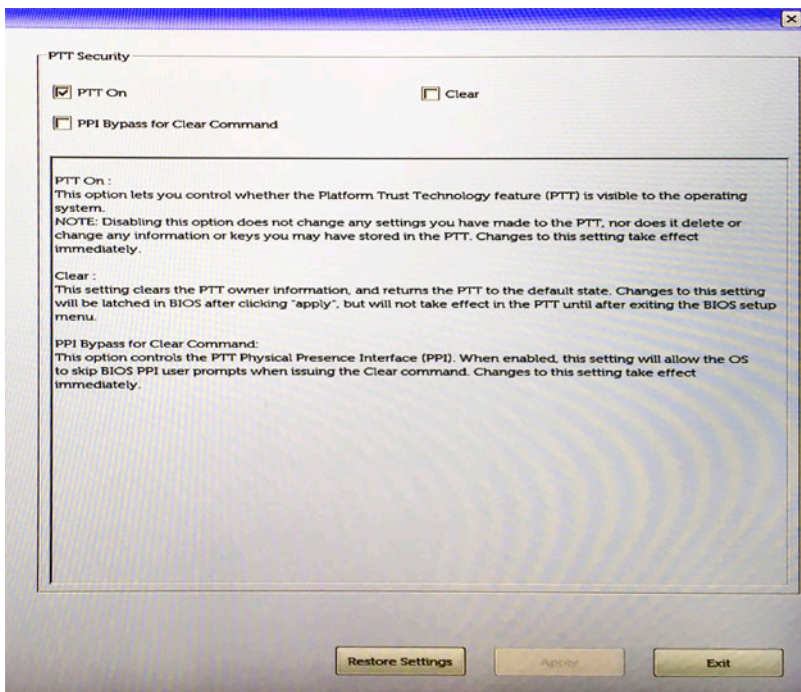 PTT Security
PTT On
Clear
PPI Bypass for Clear Command
PTT On :
This option lets you control whether the Platform Trust Technology feature (PTT) is visible to the operating
system.
NOTE: Disabling this option does not change any settings you have made to the PTT, nor does it delete or
change any information or keys you may have stored in the PTT. Changes to this setting take effect
immediately.
Clear :
This setting clears the PTT owner information, and returns the PTT to the default state. Changes to this setting
will be latched in BIOS after clicking "apply", but will not take effect in the PTT until after exiting the BIOS setup
menu.
PPI Bypass for Clear Command:
This option controls the PTT Physical Presence Interface (PPI). When enabled, this setting will allow the OS
to skip BIOS PPI user prompts when issuing the Clear command. Changes to this setting take effect
immediately.
Restore Settings
Apply
Exit